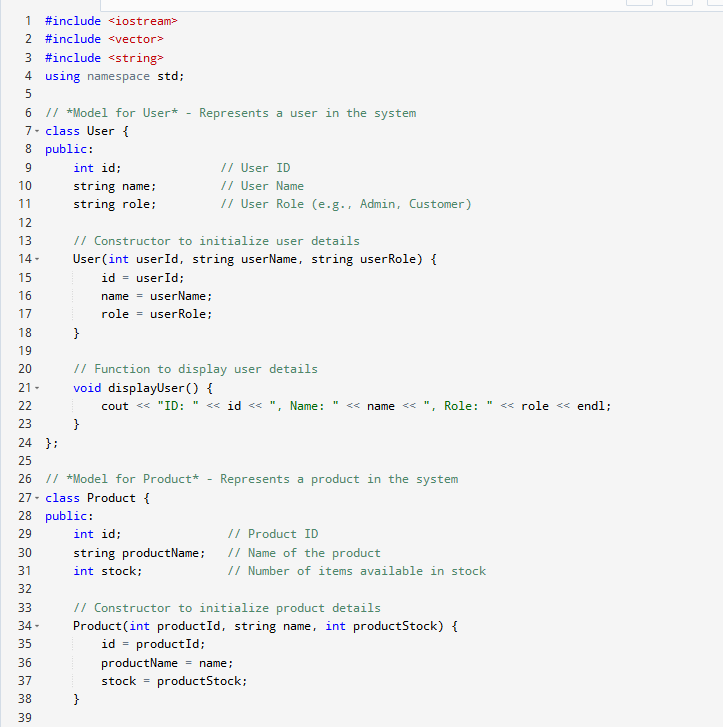 1 #include <iostream>
2 #include <vector>
3 #include <string>
4 using namespace std;
5
6 // *Model for User* - Represents a user in the system
7 class User {
8 public:
9     int id;              // User ID
10     string name;         // User Name
11     string role;         // User Role (e.g., Admin, Customer)
12
13     // Constructor to initialize user details
14     User(int userId, string userName, string userRole) {
15         id = userId;
16         name = userName;
17         role = userRole;
18     }
19
20     // Function to display user details
21     void displayUser() {
22         cout << "ID: " << id << ", Name: " << name << ", Role: " << role << endl;
23     }
24 };
25
26 // *Model for Product* - Represents a product in the system
27 class Product {
28 public:
29     int id;               // Product ID
30     string productName;   // Name of the product
31     int stock;            // Number of items available in stock
32
33     // Constructor to initialize product details
34     Product(int productId, string name, int productStock) {
35         id = productId;
36         productName = name;
37         stock = productStock;
38     }
39